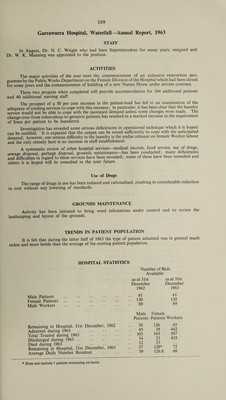 209
Garrawarra Hospital, Waterfall—Annual Report, 1963
STAFF
In August, Dr. N. C. Wright who had been Superintendent for many years, resigned and
Dr. W. K. Manning was appointed to the position.
ACTIVITIES
The major activities of the year were the commencement of an extensive renovation pro-
gramme by the Public Works Department on the Female Division of the Hospital which had been closed
for some years and the commencement of building of a new Nurses Home under private contract.
These two projects when completed will provide accommodation for 300 additional patients
and 40 additional nursing staff.
The prospect of a 50 per cent increase in the patient-load has led to an examination of the
adequacy of existing services to cope with this increase; in particular, it has been clear that the laundry
service would not be able to cope with the increased demand unless some changes were made. The
change-over from tuberculous to geriatric patients has resulted in a marked increase in the requirement
of linen per patient to be laundered.
Investigation has revealed some serious deficiencies in operational technique which it is hoped
can be rectified. It is expected that the output can be raised sufficiently to cope with the anticipated
demand; however, one serious difficulty in the laundry is the undue reliance on Inmate Worker labour
and the only remedy here is an increase in staff establishment.
A systematic review of other hospital services—medical records, food service, use of drugs,
sewage disposal, garbage disposal, grounds maintenance—has been conducted; many deficiencies
and difficulties in regard to these services have been revealed; some of these have been remedied and
others it is hoped will be remedied in the near future.
Use of Drugs
The range of drugs in use has been reduced and rationalised, resulting in considerable reduction
in cost without any lowering of standards.
GROUNDS MAINTENANCE
Activity has been initiated to bring weed infestations under control and to review the
landscaping and layout of the grounds.
TRENDS IN PATIENT POPULATION
It is felt that during the latter half of 1963 the type of patient admitted was in general much
sicker and more feeble than the average of the existing patient population.
HOSPITAL STATISTICS
Number of Beds
Available
as at 31st as at 31st
December December
1962 1963
Male Patients 61 61
Female Patients 130 130
Male Workers 89 89
Male Female
Patients Patients Workers
Remaining in Hospital, 31st December, 1962
Admitted during 1963
Total Treated during 1963
Discharged during 1963
Died during 1963
Remaining in Hospital, 31st December, 1963
Average Daily Number Resident
* Does not include 1 patient remaining on leave.